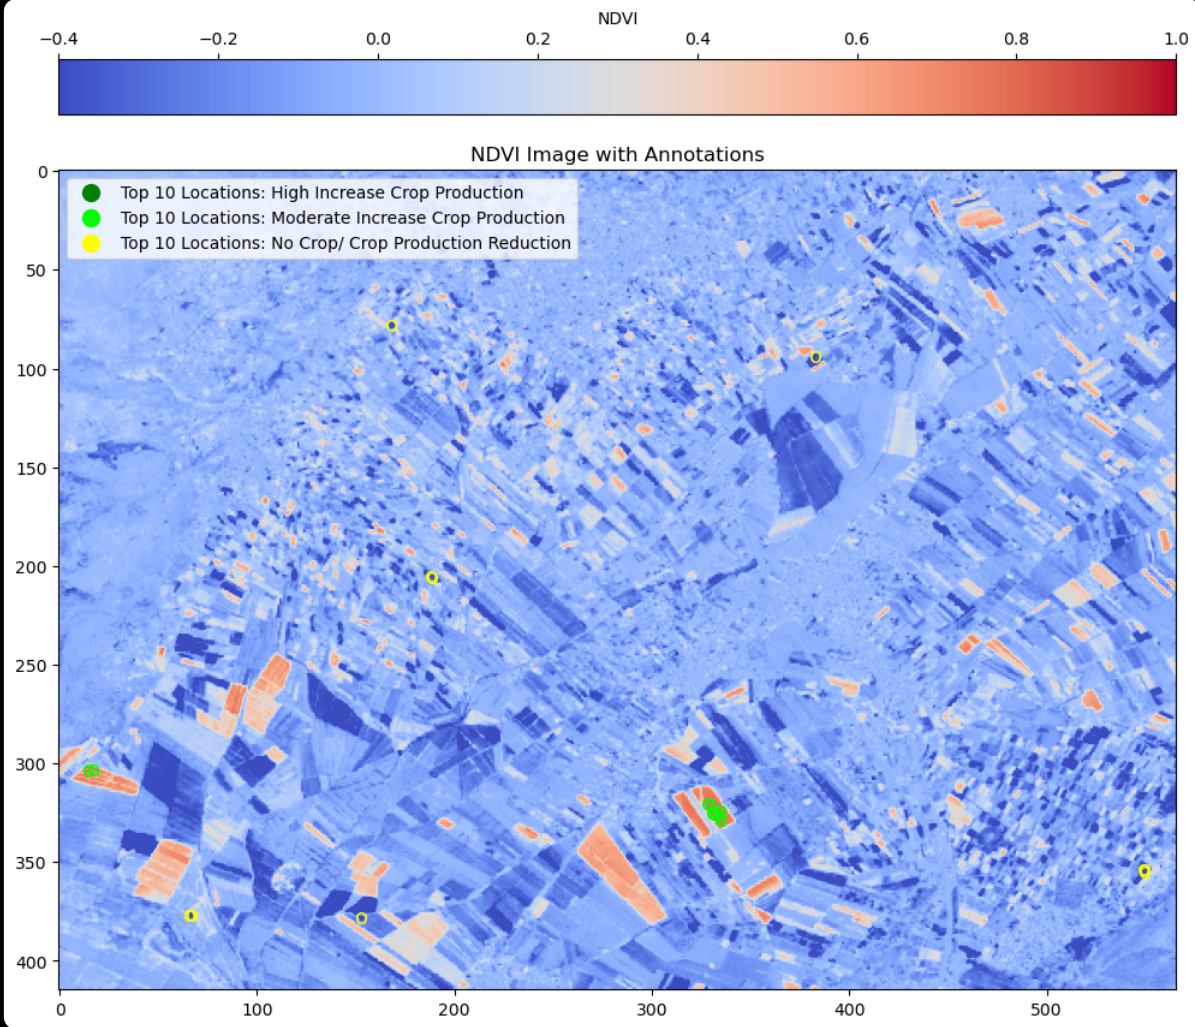 NDVI
−0.4 −0.2 0.0 0.2 0.4 0.6 0.8 1.0
NDVI Image with Annotations
Top 10 Locations: High Increase Crop Production
Top 10 Locations: Moderate Increase Crop Production
Top 10 Locations: No Crop/ Crop Production Reduction
0
50
100
150
200
250
300
350
400
0 100 200 300 400 500